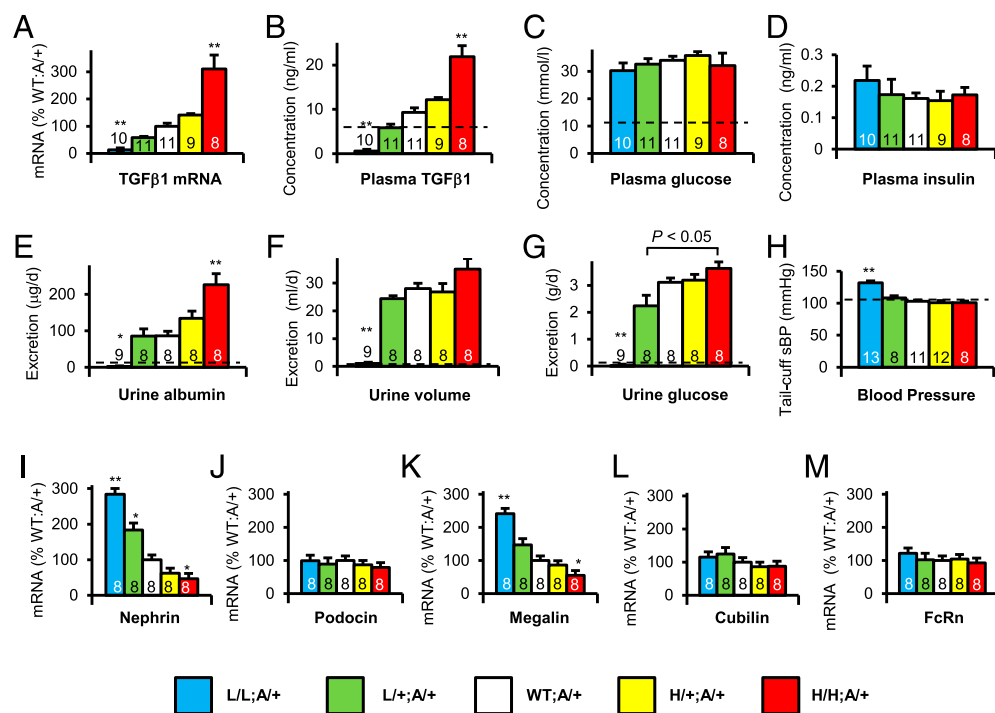 A
mRNA (% WT:A/+)
300
200
100
0
**
10
11
11
9
**
8
TGFβ1 mRNA
B
Concentration (ng/ml)
20
10
0
**
10
11
11
9
**
8
Plasma TGFβ1
C
Concentration (mmol/l)
30
20
10
0
10
11
11
9
8
Plasma glucose
D
Concentration (ng/ml)
0.3
0.2
0.1
0
10
11
11
9
8
Plasma insulin
E
Excretion (μg/d)
200
100
0
*
9
8
8
8
**
8
Urine albumin
F
Excretion (ml/d)
40
20
0
**
9
8
8
8
8
Urine volume
G
Excretion (g/d)
4
3
2
1
0
P < 0.05
**
9
8
8
8
8
Urine glucose
H
Tail-cuff sBP (mmHg)
150
100
50
0
**
13
8
11
12
8
Blood Pressure
I
mRNA (% WT:A/+)
300
200
100
0
**
8
*
8
8
8
*
8
Nephrin
J
mRNA (% WT:A/+)
300
200
100
0
8
8
8
8
8
Podocin
K
mRNA (% WT:A/+)
300
200
100
0
**
8
8
8
8
*
8
Megalin
L
mRNA (% WT:A/+)
300
200
100
0
8
8
8
8
8
Cubilin
M
mRNA (% WT:A/+)
300
200
100
0
8
8
8
8
8
FcRn
L/L;A/+
L/+;A/+
WT;A/+
H/+;A/+
H/H;A/+